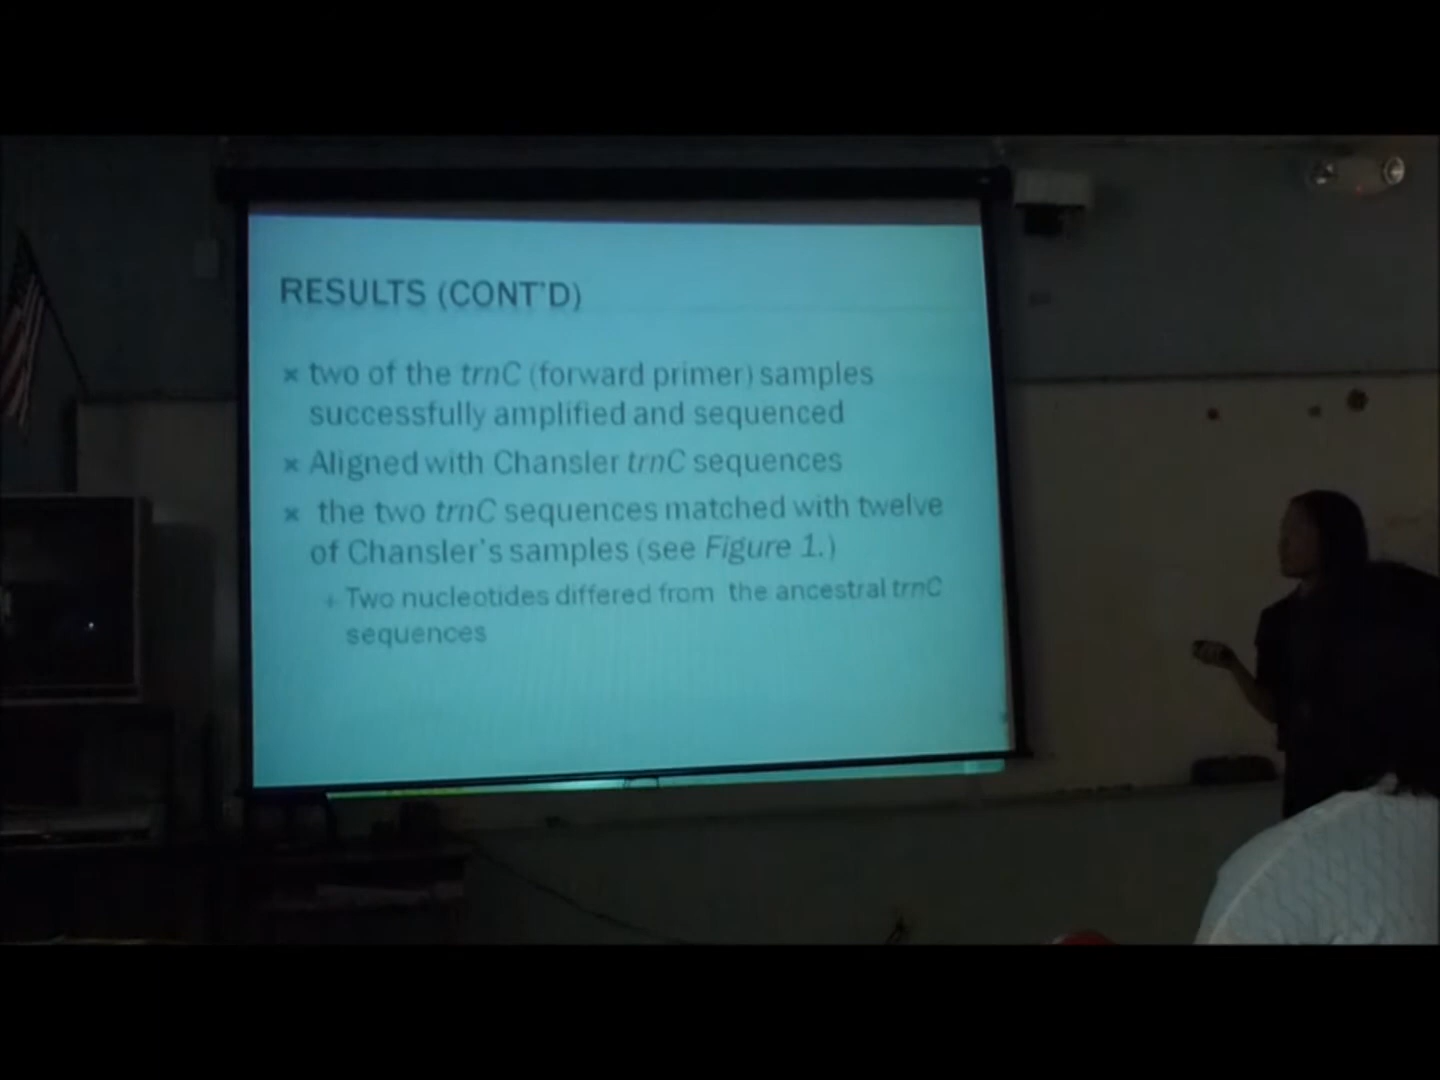 RESULTS (CONT'D)
two of the trnC (forward primer) samples
successfully amplified and sequenced
Aligned with Chansler trnC sequences
the two trnC sequences matched with twelve
of Chansler's samples (see Figure 1.)
Two nucleotides differed from the ancestral trnC
sequences